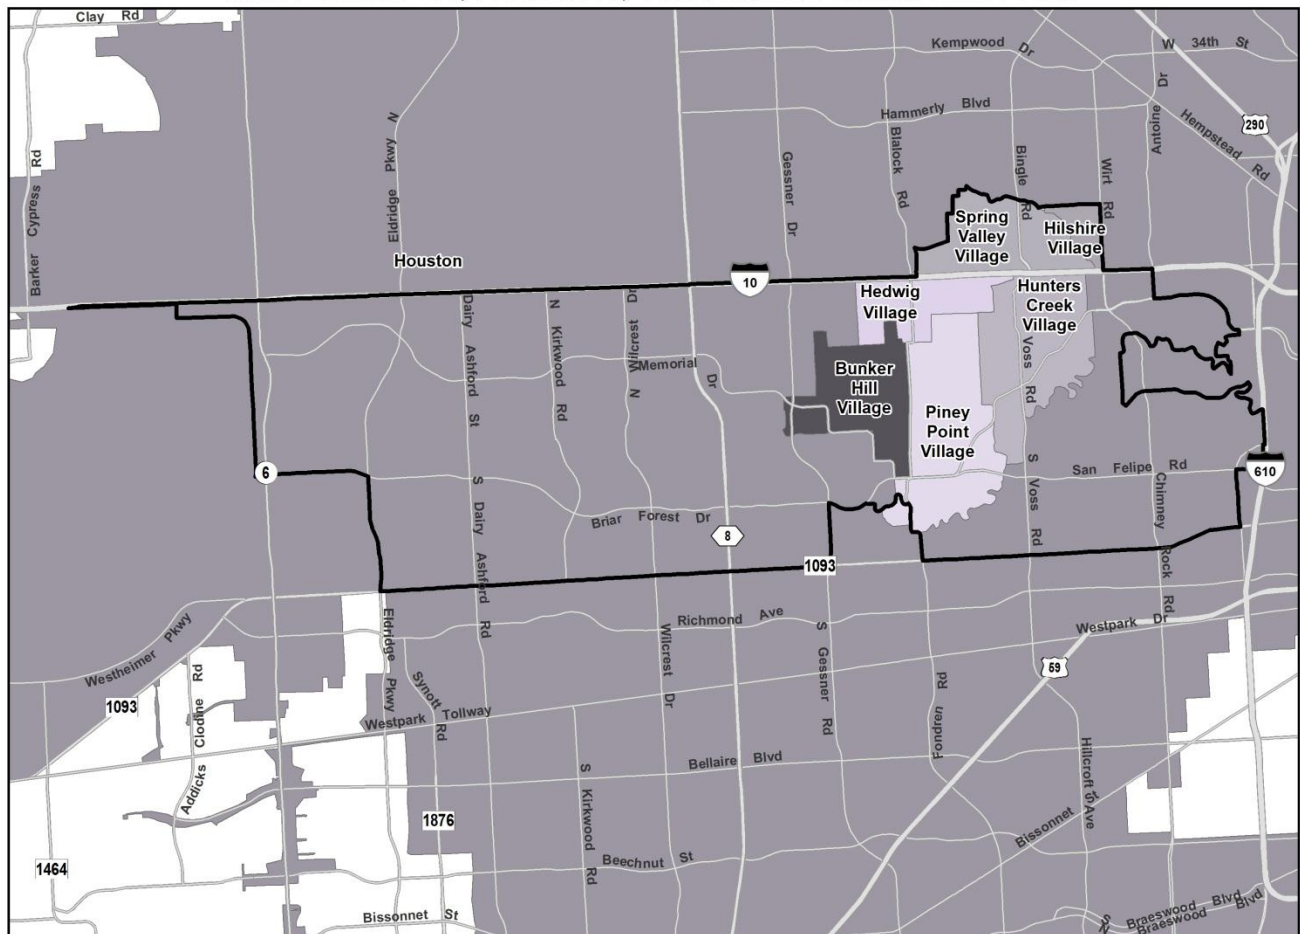 Clay Rd
Kempwood Dr
W 34th St
Hammerly Blvd
Antoine Dr
290
Hempstead Rd
Eldridge Pkwy N
Barker Cypress Rd
Gessner Dr
Blalock Rd
Bingle Rd
Wirt Rd
Spring
Valley
Village
Hilshire
Village
Houston
10
Hedwig
Village
Hunters
Creek
Village
Dairy Ashford St
N Kirkwood Rd
N Wilcrest Dr
Memorial Dr
Voss Rd
Bunker
Hill
Village
Piney
Point
Village
6
S Dairy Ashford Rd
Briar Forest Dr
8
S Voss Rd
San Felipe Rd
Chimney Rock Rd
610
1093
Westheimer Pkwy
Eldridge Pkwy
Richmond Ave
Wilcrest Dr
S Gessner Rd
Fondren Rd
Westpark Dr
59
1093
Addicks Clodine Rd
Synott Rd
Westpark Tollway
Bellaire Blvd
S Kirkwood Rd
Hillcroft Ave
Bissonnet St
1876
1464
Beechnut St
Bissonnet St
S Braeswood Blvd
N Braeswood Blvd